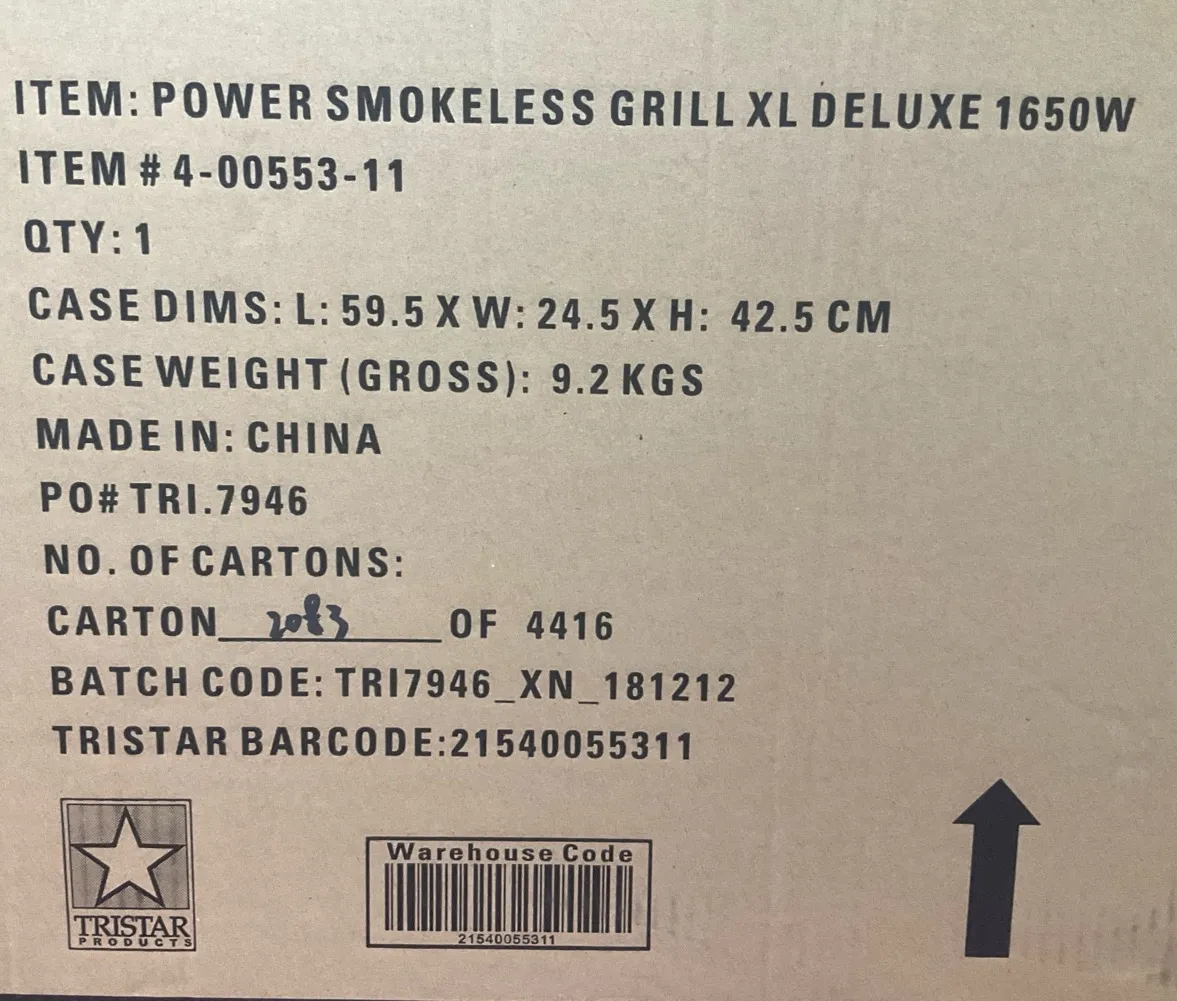 ITEM: POWER SMOKELESS GRILL XL DELUXE 1650W
ITEM # 4-00553-11
QTY: 1
CASE DIMS: L: 59.5 X W: 24.5 X H: 42.5 CM
CASE WEIGHT (GROSS): 9.2 KGS
MADE IN: CHINA
PO# TRI.7946
NO. OF CARTONS:
CARTON 2083 OF 4416
BATCH CODE: TRI7946_XN_181212
TRISTAR BARCODE:21540055311
TRISTAR
PRODUCTS
Warehouse Code
21540055311